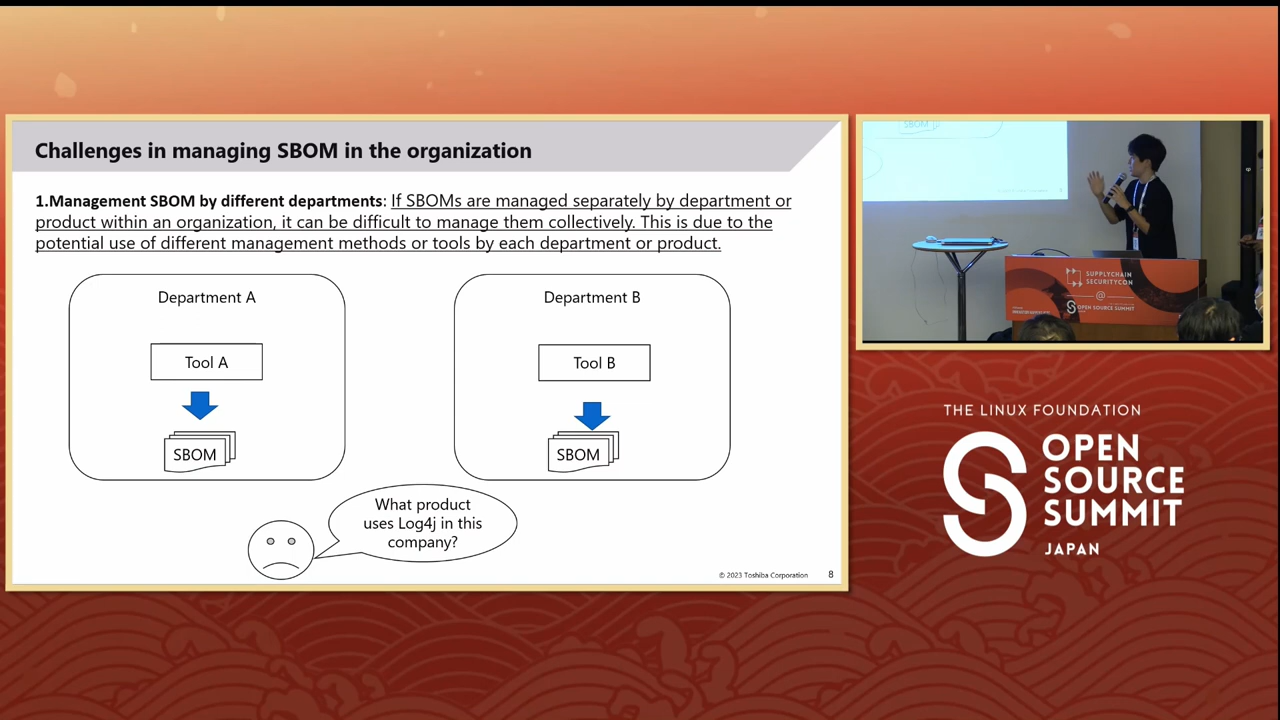 Challenges in managing SBOM in the organization
1.Management SBOM by different departments: If SBOMs are managed separately by department or
product within an organization, it can be difficult to manage them collectively. This is due to the
potential use of different management methods or tools by each department or product.
Department A
Tool A
SBOM
Department B
Tool B
SBOM
What product
uses Log4j in this
company?
© 2023 Toshiba Corporation
8
SBOM
SUPPLYCHAIN
SECURITYCON
@
OPEN SOURCE SUMMIT
THE LINUX FOUNDATION
OPEN
SOURCE
SUMMIT
JAPAN